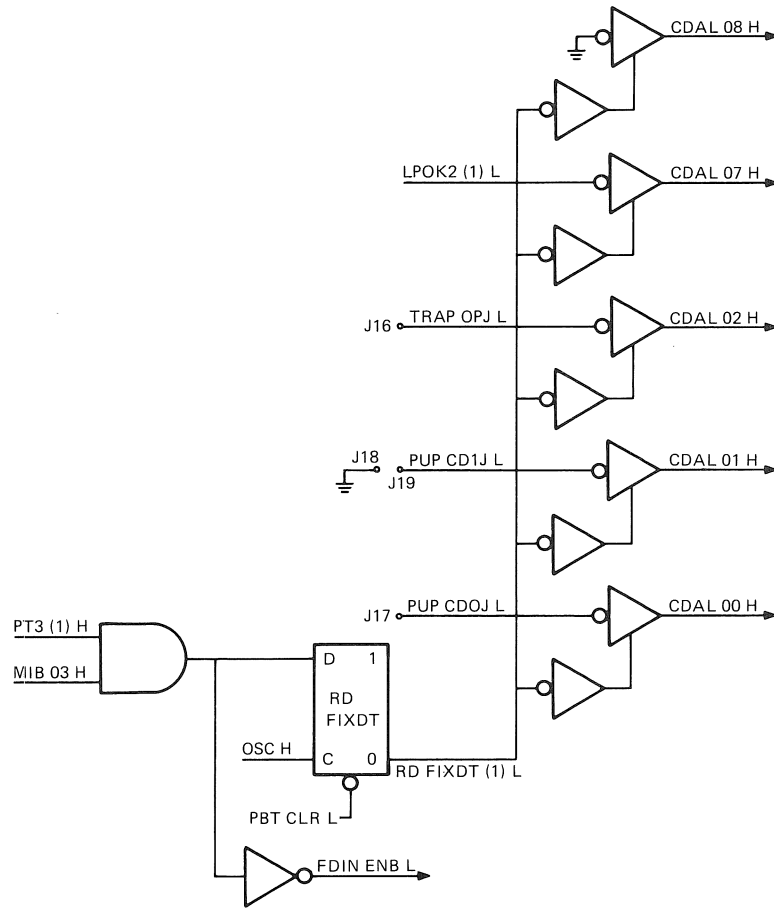 CDAL 08 H
LPOK2 (1) L
CDAL 07 H
J16
TRAP OPJ L
CDAL 02 H
J18
J19
PUP CD1J L
CDAL 01 H
J17
PUP CD0J L
CDAL 00 H
PT3 (1) H
MIB 03 H
D 1
RD
FIXDT
C 0
OSC H
RD FIXDT (1) L
PBT CLR L
FDIN ENB L